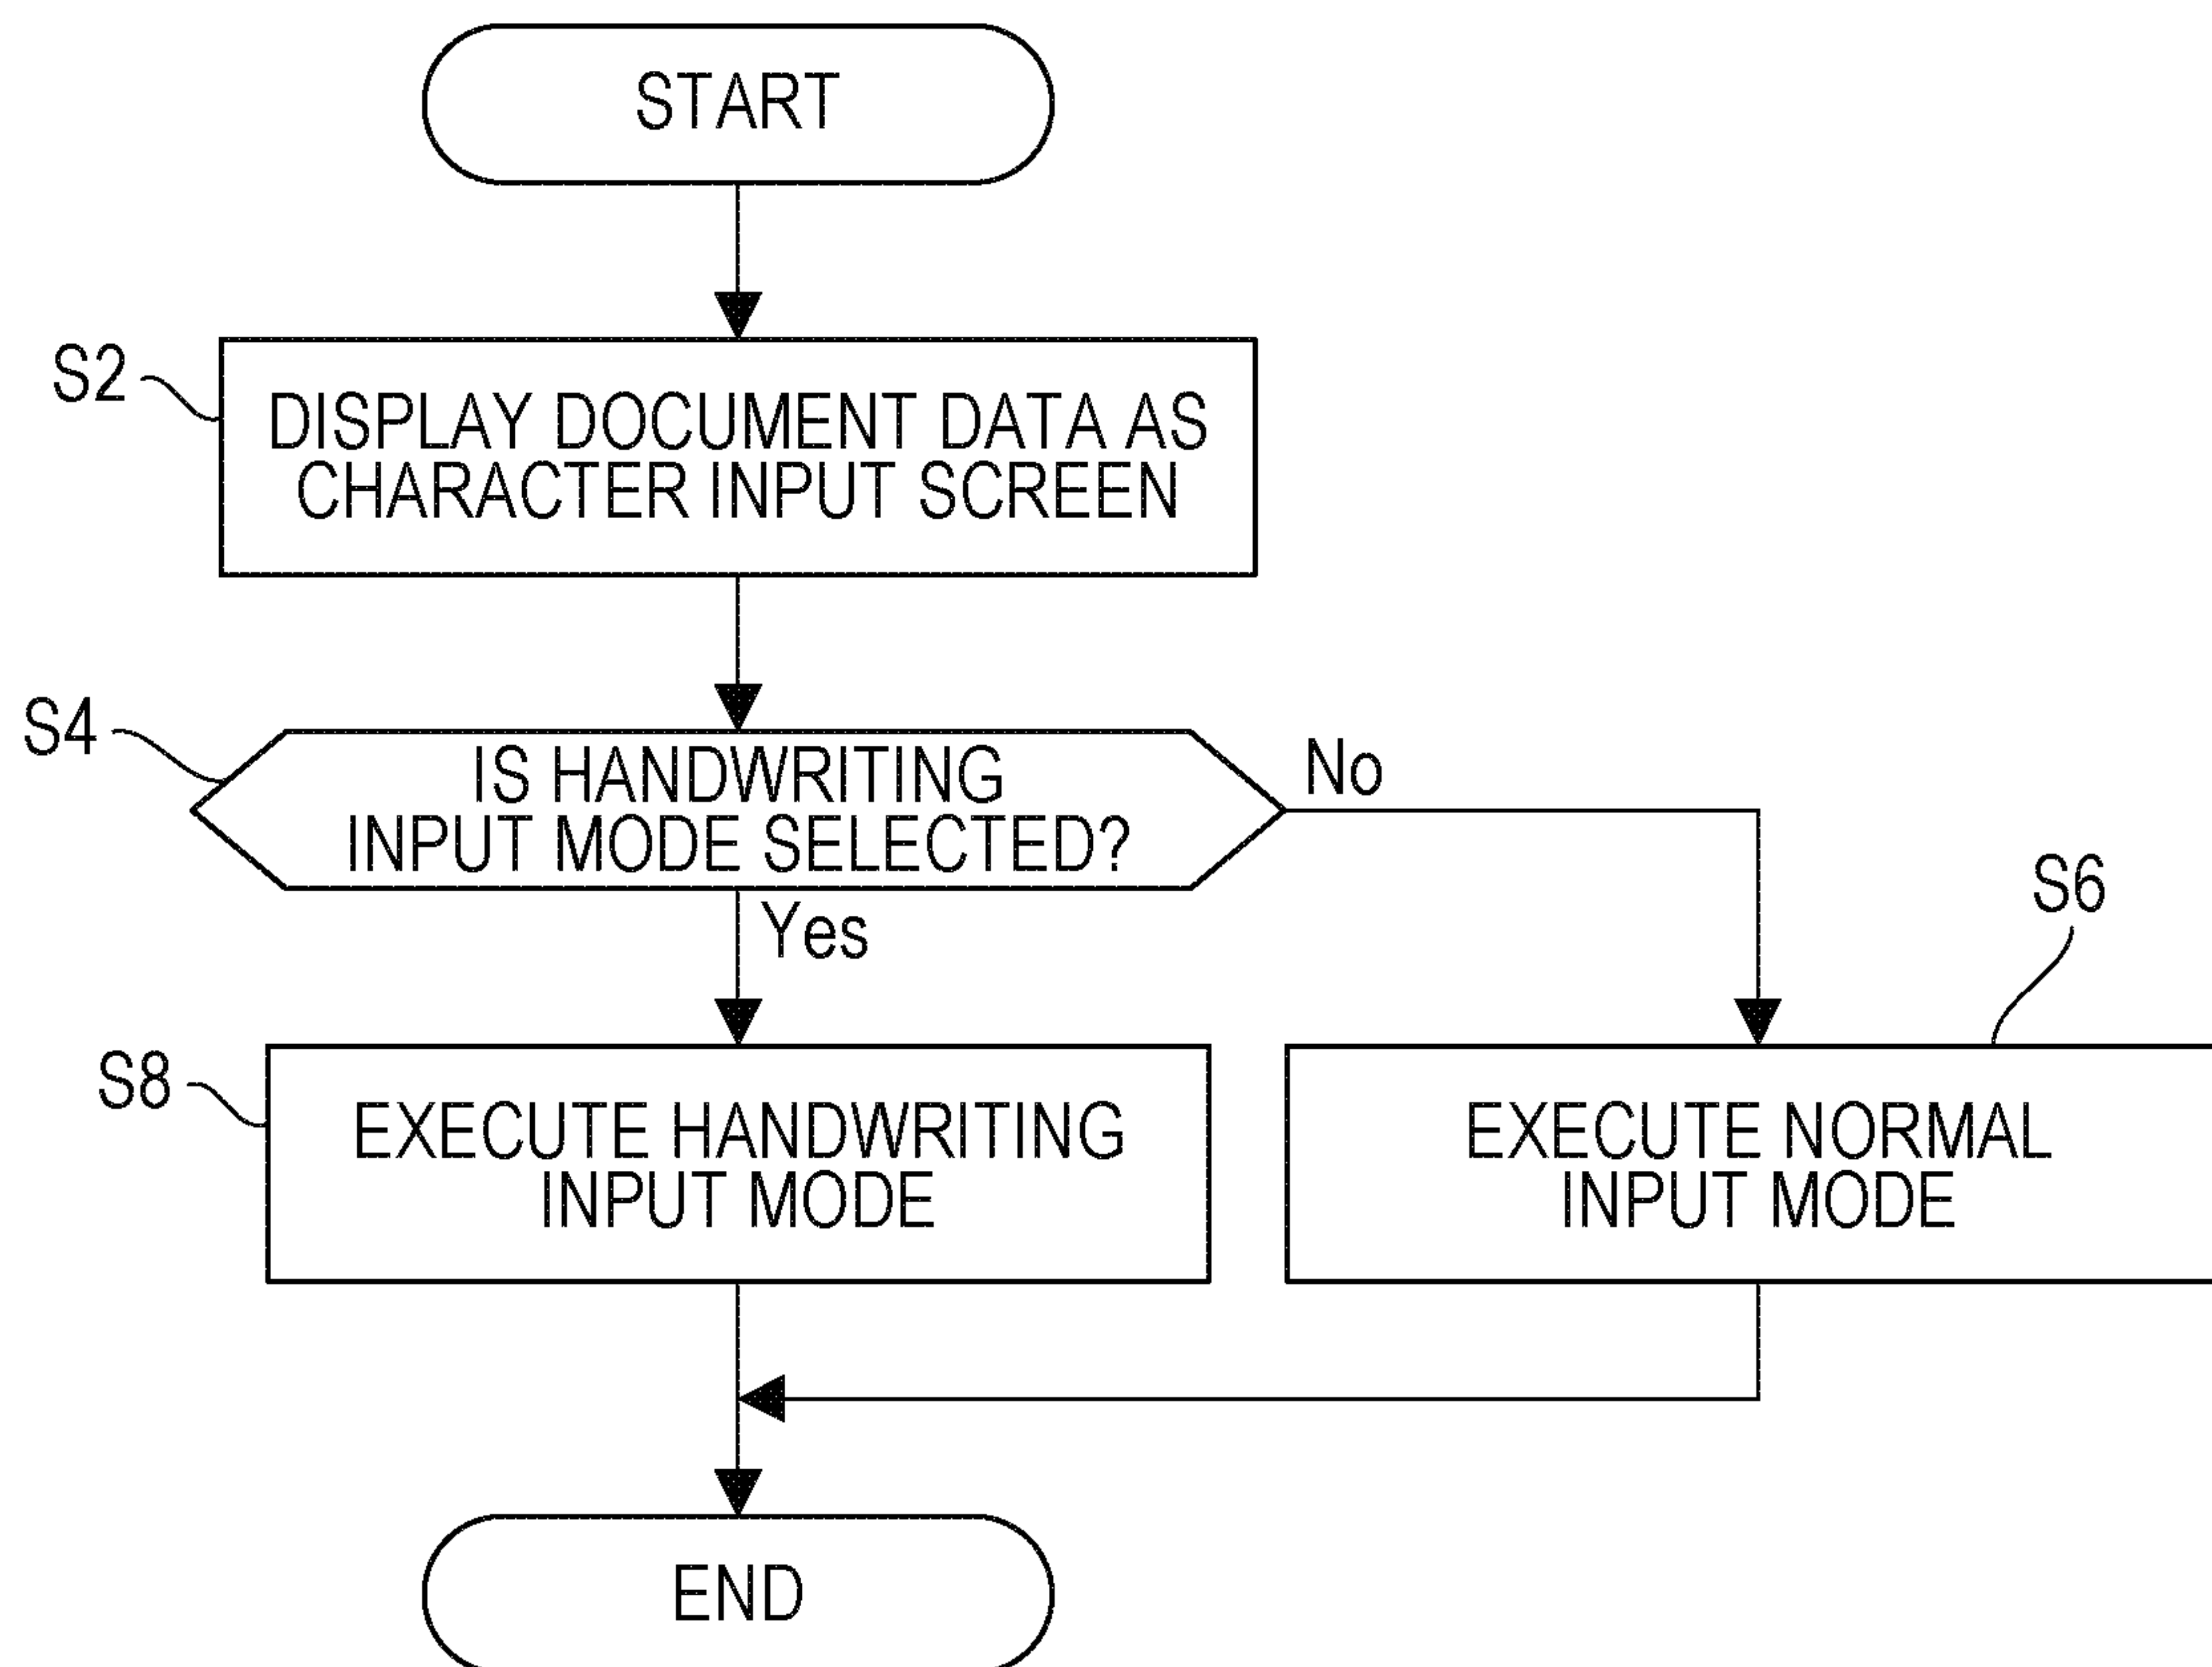 START
S2
DISPLAY DOCUMENT DATA AS
CHARACTER INPUT SCREEN
S4
IS HANDWRITING
INPUT MODE SELECTED?
No
Yes
S6
S8
EXECUTE HANDWRITING
INPUT MODE
EXECUTE NORMAL
INPUT MODE
END